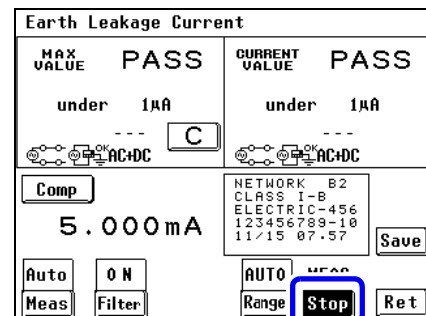 Earth Leakage Current
MAX VALUE PASS
under 1µA
---
C
OK
AC+DC
CURRENT VALUE PASS
under 1µA
---
OK
AC+DC
Comp
5.000mA
NETWORK B2
CLASS I-B
ELECTRIC-456
123456789-10
11/15 07.57
Save
Auto
Meas
ON
Filter
AUTO
Range
Stop
Ret